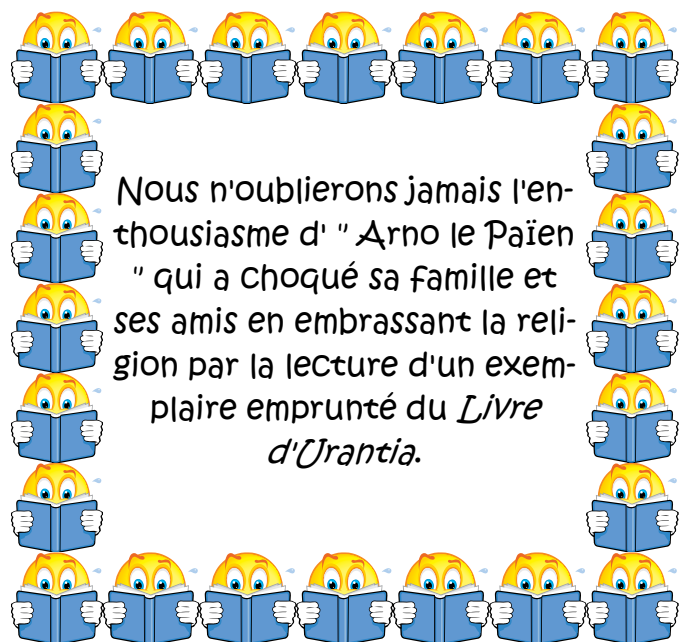 Nous n'oublierons jamais l'en-
thousiasme d' " Arno le Païen
" qui a choqué sa famille et
ses amis en embrassant la reli-
gion par la lecture d'un exem-
plaire emprunté du Livre
d'Urantia.